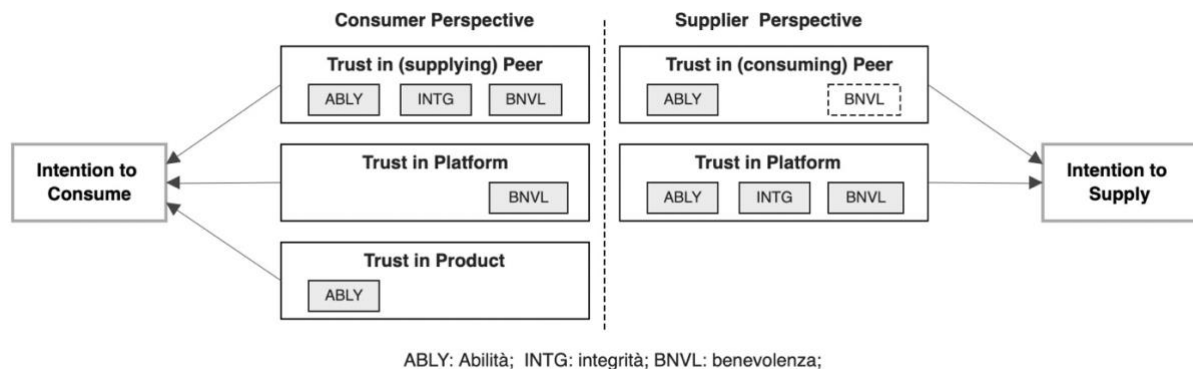 Consumer Perspective
Supplier Perspective
Trust in (supplying) Peer
ABLY INTG BNVL
Trust in (consuming) Peer
ABLY BNVL
Intention to
Consume
Trust in Platform
BNVL
Trust in Platform
ABLY INTG BNVL
Intention to
Supply
Trust in Product
ABLY
ABLY: Abilità; INTG: integrità; BNVL: benevolenza;